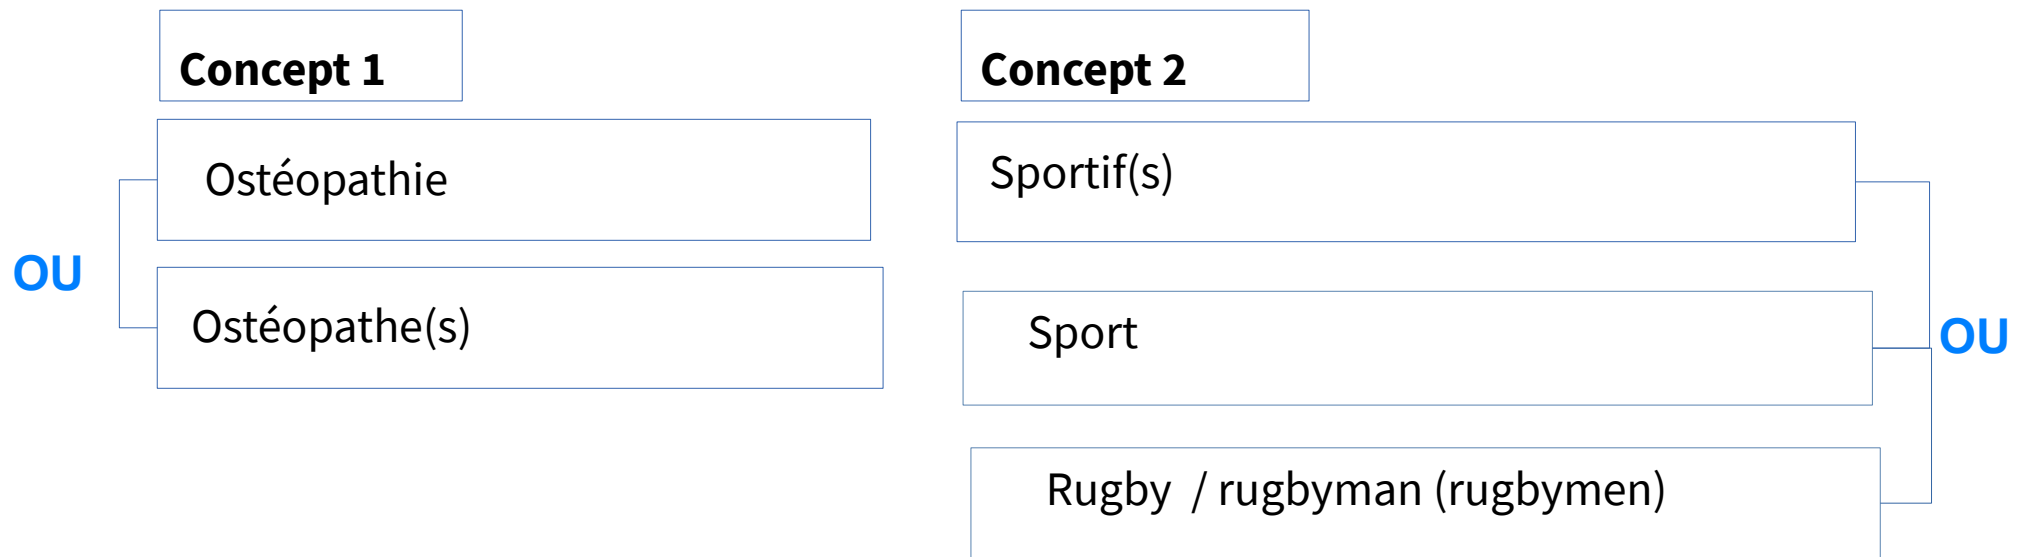 Concept 1
Concept 2
Ostéopathie
Sportif(s)
OU
Ostéopathe(s)
Sport
OU
Rugby / rugbyman (rugbymen)